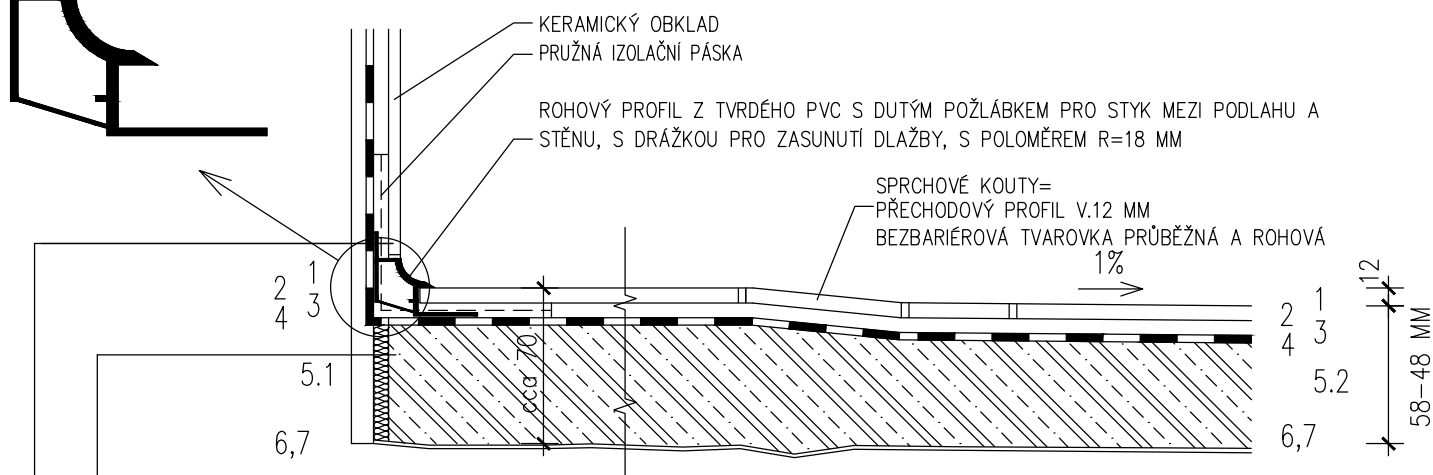 KERAMICKÝ OBKLAD
PRUŽNÁ IZOLAČNÍ PÁSKA
ROHOVÝ PROFIL Z TVRDÉHO PVC S DUTÝM POŽLÁBKEM PRO STYK MEZI PODLAHU A
STĚNU, S DRÁŽKOU PRO ZASUNUTÍ DLAŽBY, S POLOMĚREM R=18 MM
SPRCHOVÉ KOUTY=
PŘECHODOVÝ PROFIL V.12 MM
BEZBARIÉROVÁ TVAROVKA PRŮBĚŽNÁ A ROHOVÁ
1%
12
1
2
3
4
5.1
6,7
cca 70
1
2
3
4
5.2
6,7
58-48 MM